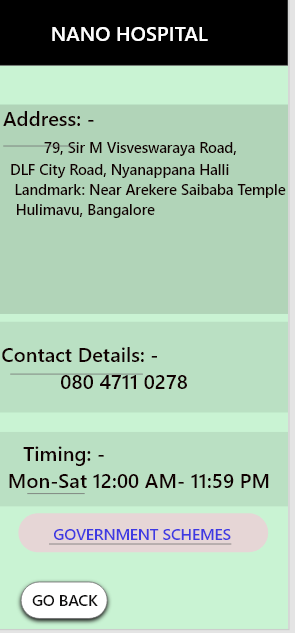 NANO HOSPITAL
Address: -
79, Sir M Visveswaraya Road,
DLF City Road, Nyanappana Halli
Landmark: Near Arekere Saibaba Temple
Hulimavu, Bangalore
Contact Details: -
080 4711 0278
Timing: -
Mon-Sat 12:00 AM- 11:59 PM
GOVERNMENT SCHEMES
GO BACK